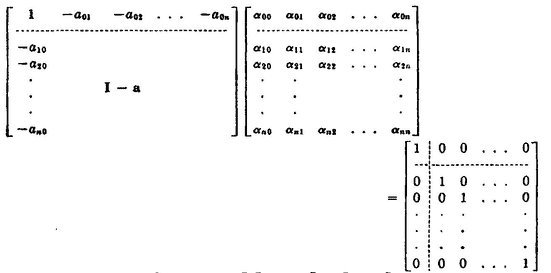 1 −a₀₁ −a₀₂ . . . −a₀ₙ
−a₁₀
−a₂₀
.
.
.
−aₙ₀
I − a
α₀₀ α₀₁ α₀₂ . . . α₀ₙ
α₁₀ α₁₁ α₁₂ . . . α₁ₙ
α₂₀ α₂₁ α₂₂ . . . α₂ₙ
. . .
. . .
. . .
αₙ₀ αₙ₁ αₙ₂ . . . αₙₙ
=
1 0 0 . . . 0
0 1 0 . . . 0
0 0 1 . . . 0
. . . .
. . . .
. . . .
0 0 0 . . . 1